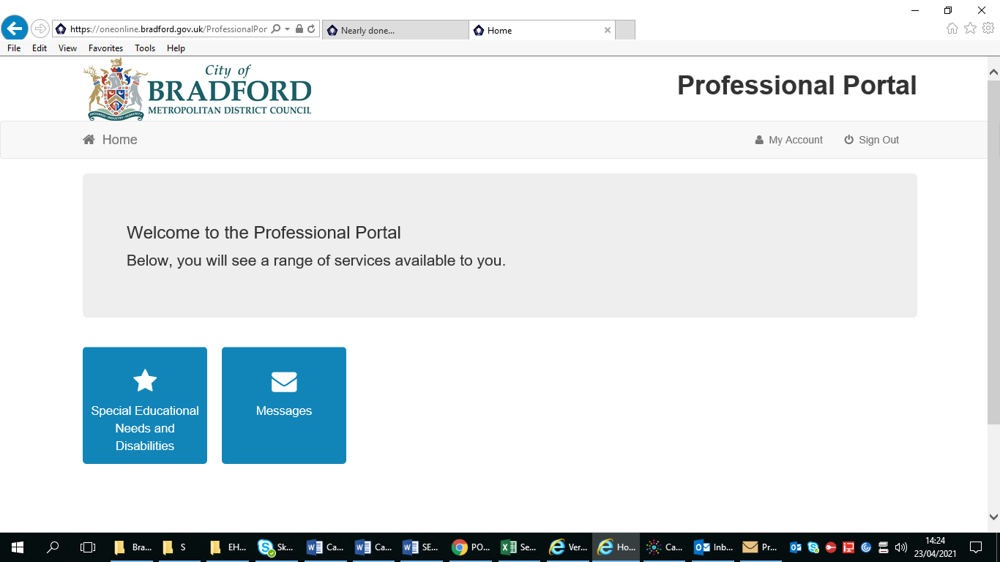 https://oneonline.bradford.gov.uk/ProfessionalPor
Nearly done...
Home
File Edit View Favorites Tools Help
City of
BRADFORD
METROPOLITAN DISTRICT COUNCIL
PROGRESS · INDUSTRY · HUMANITY
Professional Portal
Home
My Account
Sign Out
Welcome to the Professional Portal
Below, you will see a range of services available to you.
Special Educational
Needs and
Disabilities
Messages
Bra...
S
EH...
Sk...
Ca...
Ca...
SE...
PO...
Se...
Ver...
Ho...
Ca...
Inb...
Pr...
14:24
23/04/2021